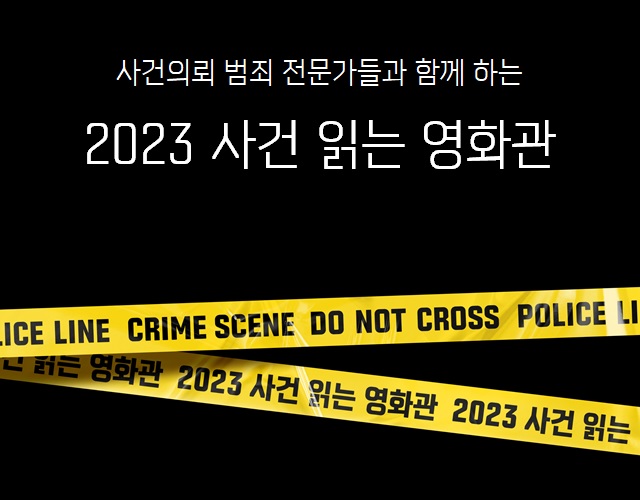 사건의뢰 범죄 전문가들과 함께 하는
2023 사건 읽는 영화관
LICE LINE CRIME SCENE DO NOT CROSS POLICE LI
건 읽는 영화관 2023 사건 읽는 영화관 2023 사건 읽는